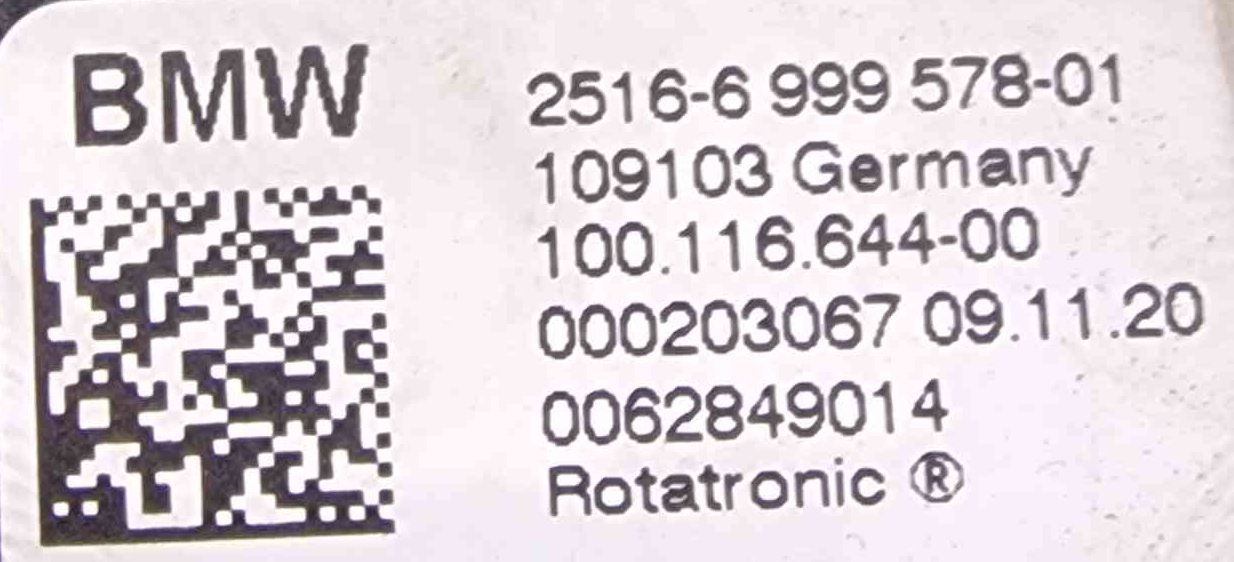 BMW
2516-6 999 578-01
109103 Germany
100.116.644-00
000203067 09.11.20
0062849014
Rotatronic ®